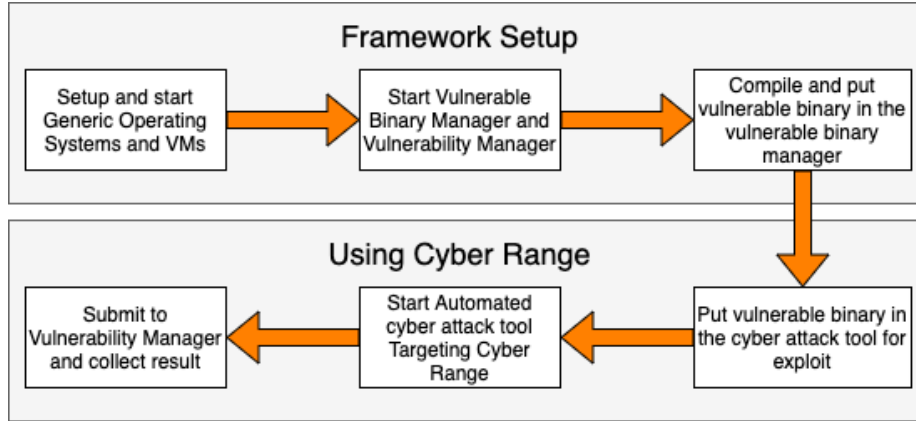 Framework Setup
Setup and start
Generic Operating
Systems and VMs
Start Vulnerable
Binary Manager and
Vulnerability Manager
Compile and put
vulnerable binary in the
vulnerable binary
manager
Using Cyber Range
Submit to
Vulnerability Manager
and collect result
Start Automated
cyber attack tool
Targeting Cyber
Range
Put vulnerable binary in
the cyber attack tool for
exploit